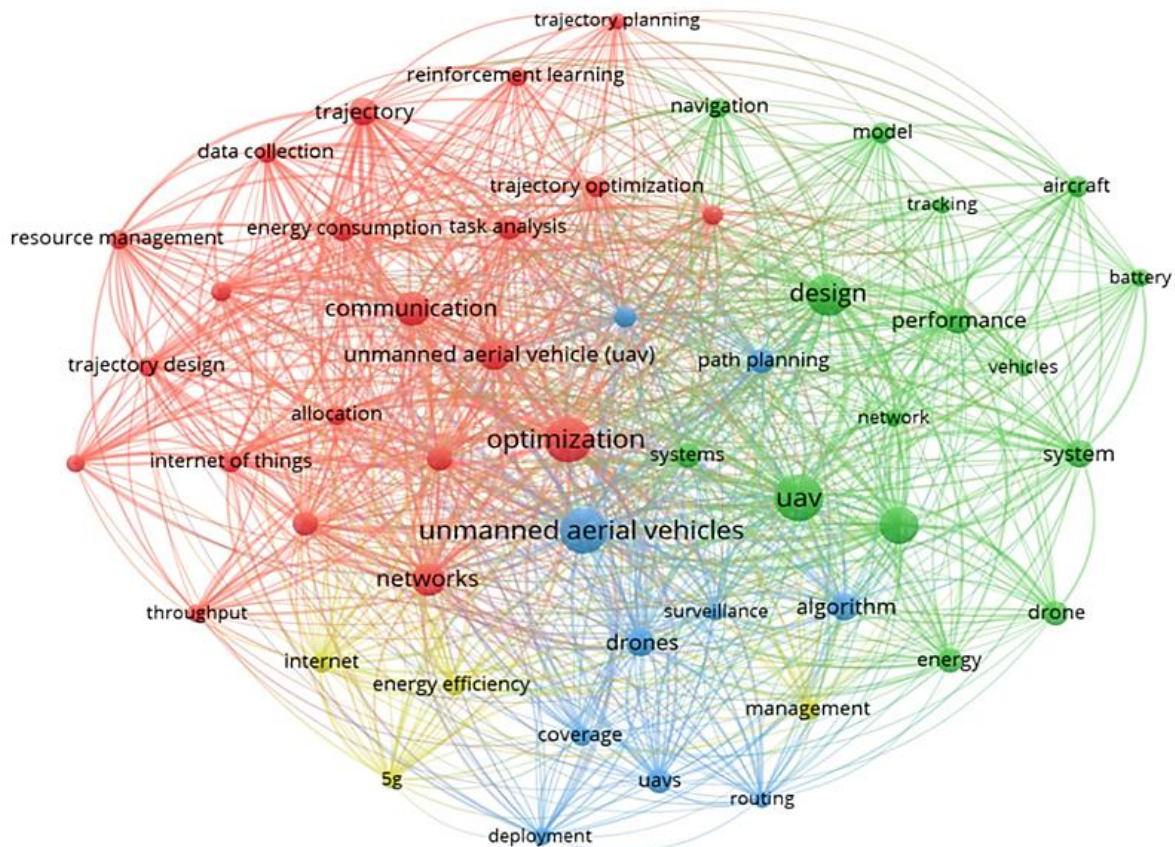 trajectory planning
reinforcement learning
trajectory
navigation
model
data collection
trajectory optimization
aircraft
tracking
resource management
energy consumption
task analysis
battery
design
communication
performance
unmanned aerial vehicle (uav)
path planning
trajectory design
vehicles
allocation
network
optimization
internet of things
systems
system
uav
unmanned aerial vehicles
networks
throughput
surveillance
algorithm
drone
drones
internet
energy
energy efficiency
management
coverage
5g
uavs
routing
deployment